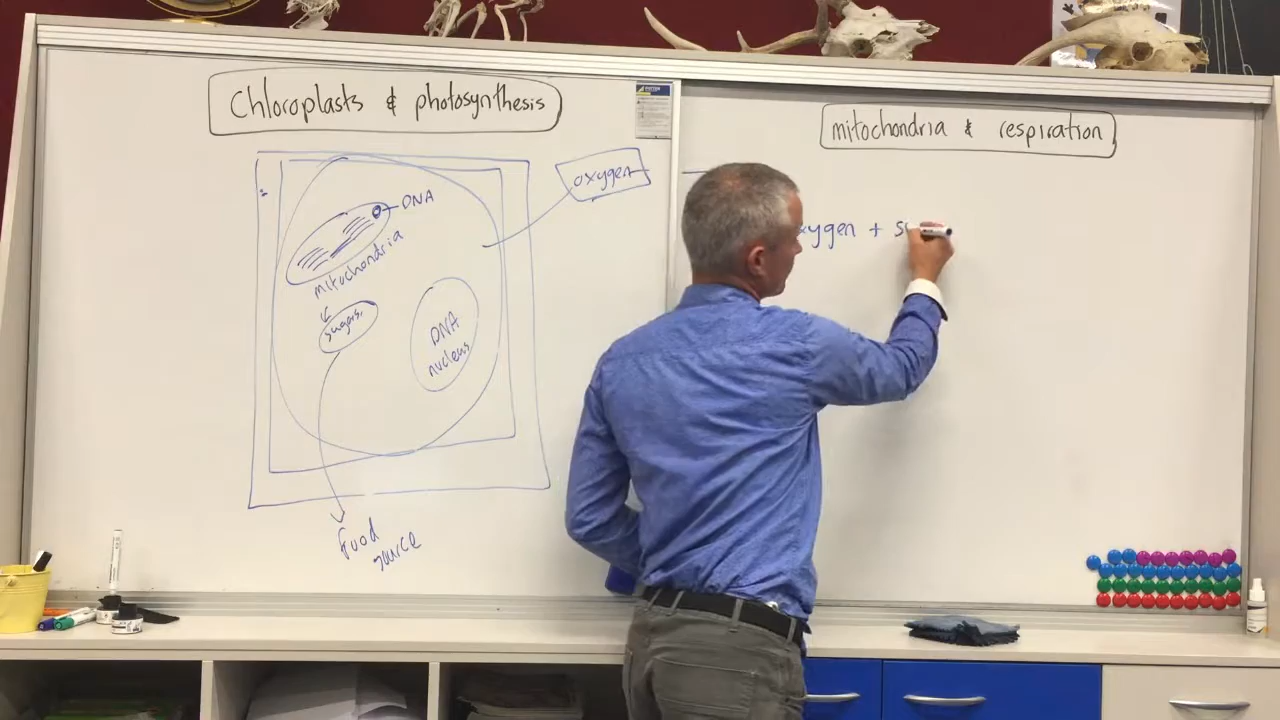 Chloroplasts & photosynthesis
mitochondria & respiration
oxygen
DNA
mitochondria
sugars.
DNA
nucleus
food
source
xygen + s